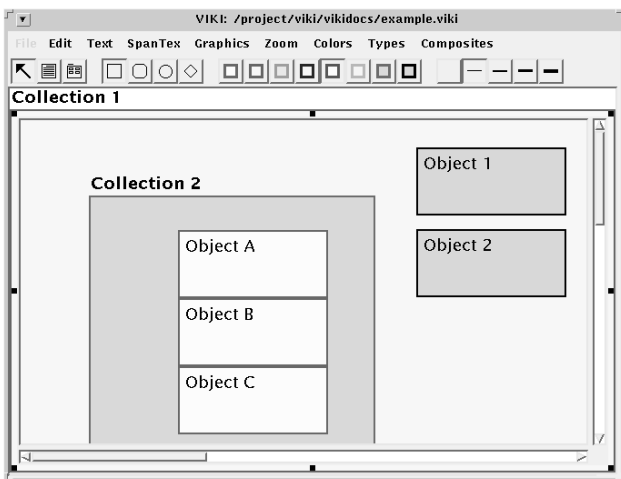 VIKI: /project/viki/vikidocs/example.viki
File Edit Text SpanTex Graphics Zoom Colors Types Composites
Collection 1
Object 1
Collection 2
Object 2
Object A
Object B
Object C